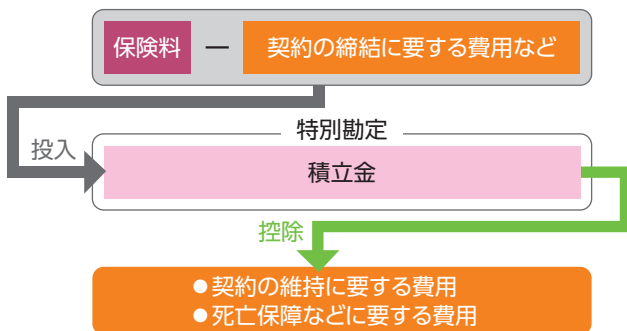 保険料 ー 契約の締結に要する費用など
特別勘定
投入
積立金
控除
●契約の維持に要する費用
●死亡保障などに要する費用